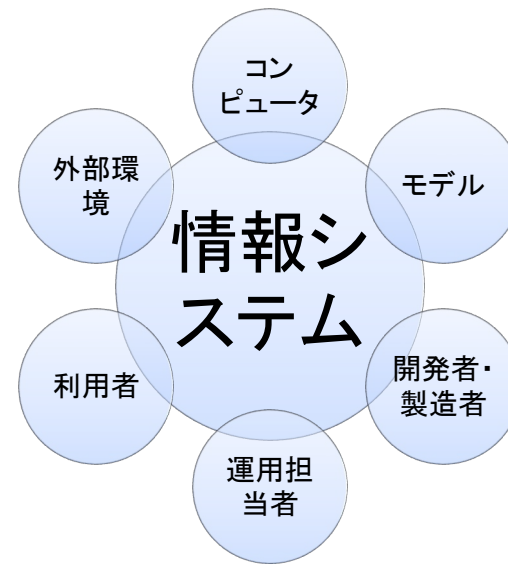 コン
ピュータ
外部環
境
モデル
情報シ
ステム
利用者
開発者・
製造者
運用担
当者